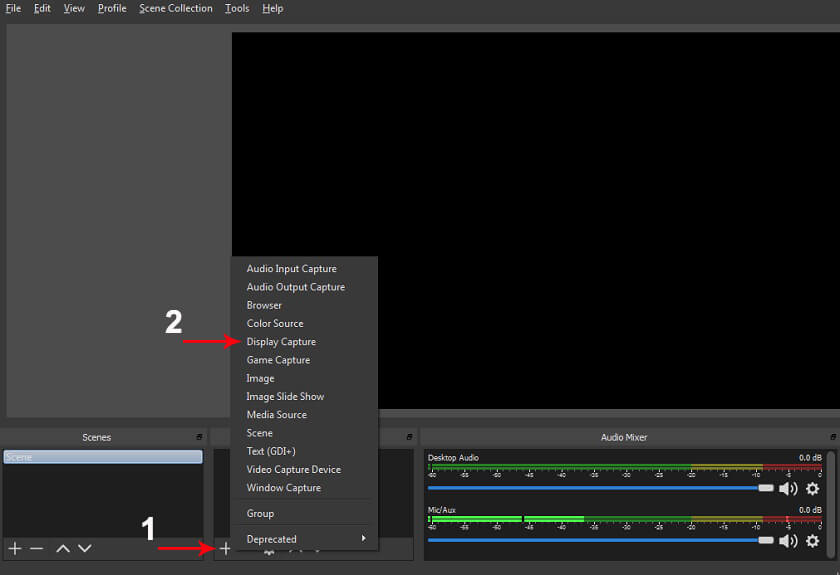 File Edit View Profile Scene Collection Tools Help
Audio Input Capture
Audio Output Capture
Browser
Color Source
2
Display Capture
Game Capture
Image
Image Slide Show
Media Source
Scene
Text (GDI+)
Video Capture Device
Window Capture
Group
Deprecated
1
Scenes
Scene
Audio Mixer
Desktop Audio 0.0 dB
-60 -55 -50 -45 -40 -35 -30 -25 -20 -15 -10 -5 0
Mic/Aux 0.0 dB
-60 -55 -50 -45 -40 -35 -30 -25 -20 -15 -10 -5 0